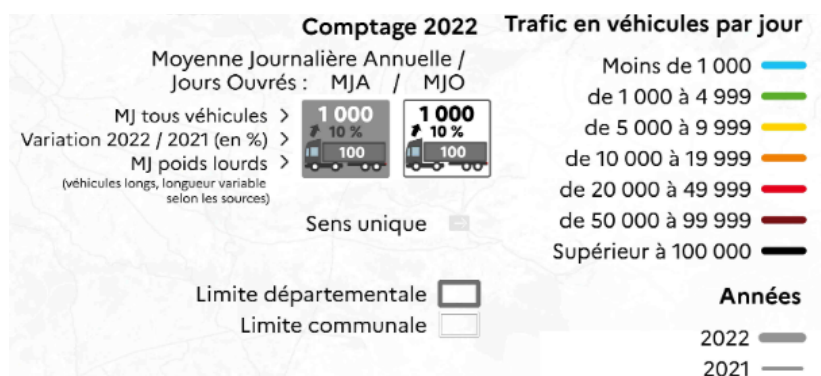 Comptage 2022
Moyenne Journalière Annuelle /
Jours Ouvrés : MJA / MJO
MJ tous véhicules >
Variation 2022 / 2021 (en %) >
MJ poids lourds >
(véhicules longs, longueur variable
selon les sources)
1 000
10 %
100
1 000
10 %
100
Sens unique
Limite départementale
Limite communale
Trafic en véhicules par jour
Moins de 1 000
de 1 000 à 4 999
de 5 000 à 9 999
de 10 000 à 19 999
de 20 000 à 49 999
de 50 000 à 99 999
Supérieur à 100 000
Années
2022
2021